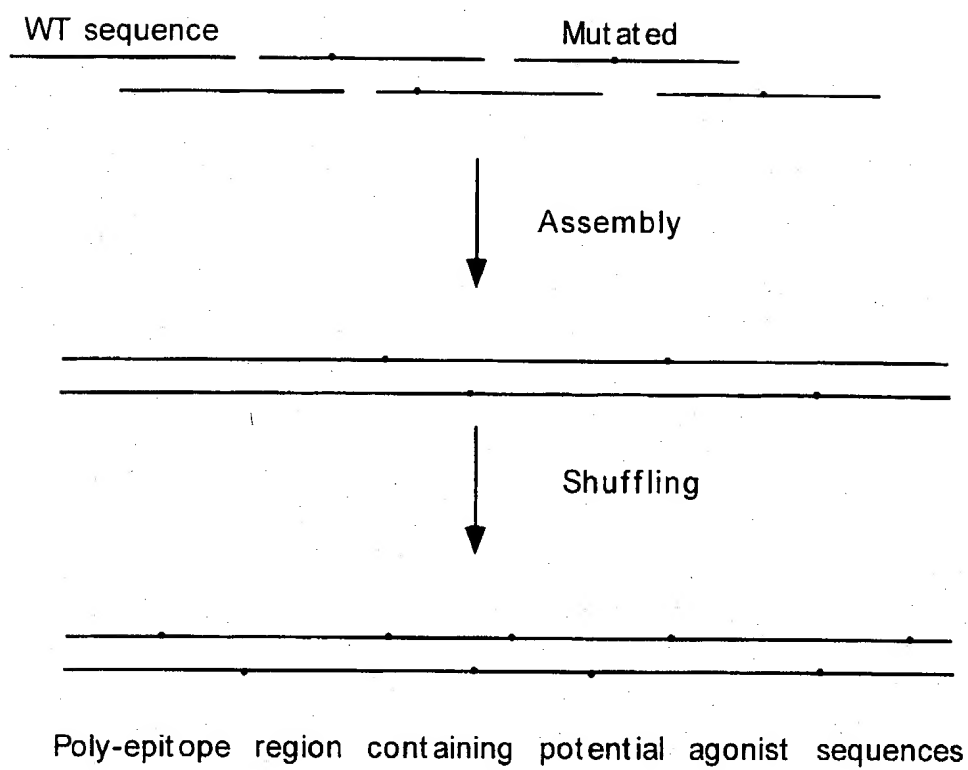 WT sequence
Mutated
Assembly
Shuffling
Poly-epitope region containing potential agonist sequences